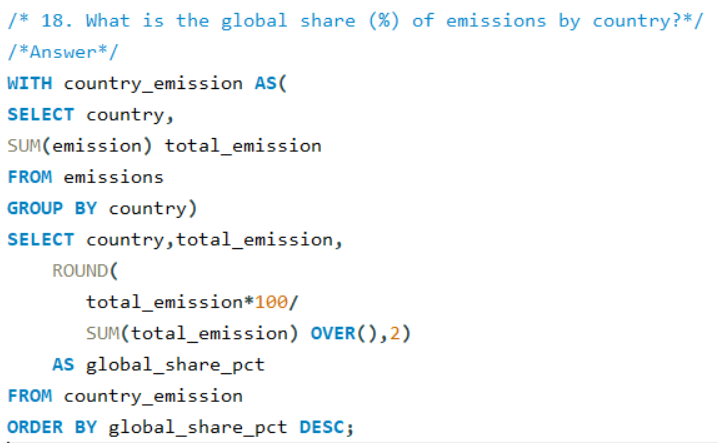 /* 18. What is the global share (%) of emissions by country?*/
/*Answer*/
WITH country_emission AS(
SELECT country,
SUM(emission) total_emission
FROM emissions
GROUP BY country)
SELECT country,total_emission,
    ROUND(
       total_emission*100/
       SUM(total_emission) OVER(),2)
    AS global_share_pct
FROM country_emission
ORDER BY global_share_pct DESC;